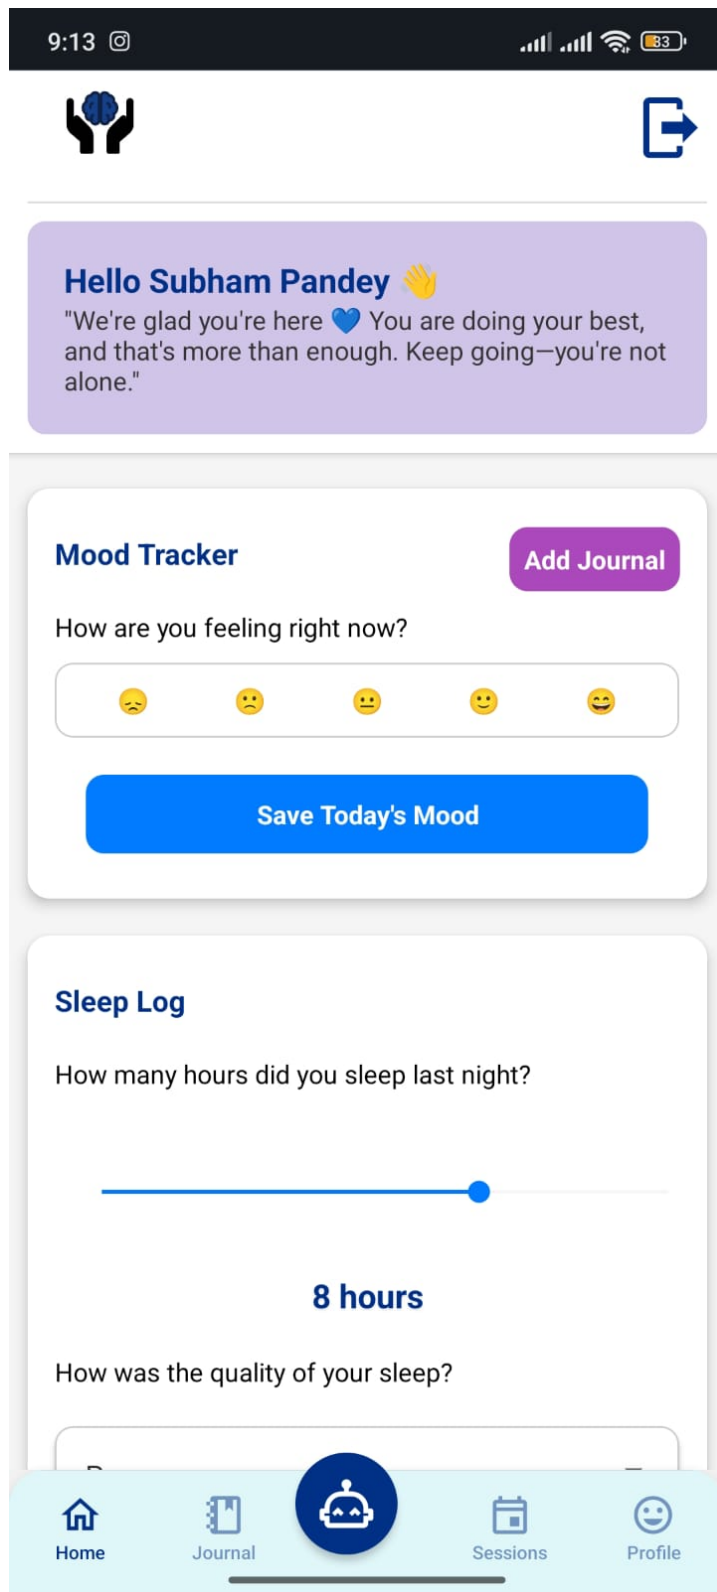 9:13
83
Hello Subham Pandey 👋
"We're glad you're here 💙 You are doing your best,
and that's more than enough. Keep going—you're not
alone."
Mood Tracker
Add Journal
How are you feeling right now?
😞 🙁 😐 🙂 😄
Save Today's Mood
Sleep Log
How many hours did you sleep last night?
8 hours
How was the quality of your sleep?
Home
Journal
Sessions
Profile